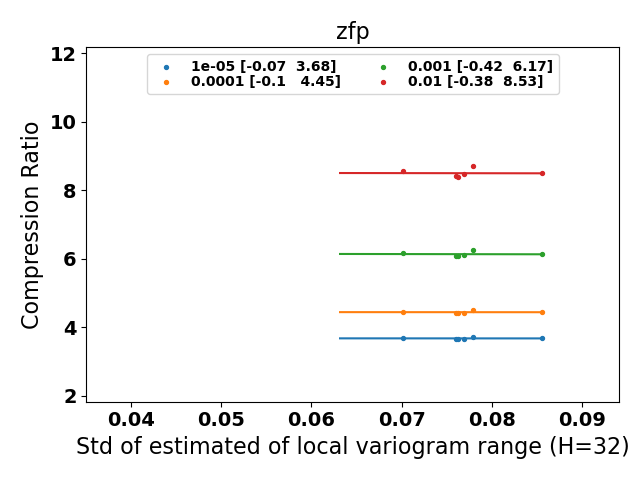 zfp
1e-05 [-0.07  3.68]
0.0001 [-0.1   4.45]
0.001 [-0.42  6.17]
0.01 [-0.38  8.53]
Compression Ratio
12
10
8
6
4
2
0.04 0.05 0.06 0.07 0.08 0.09
Std of estimated of local variogram range (H=32)